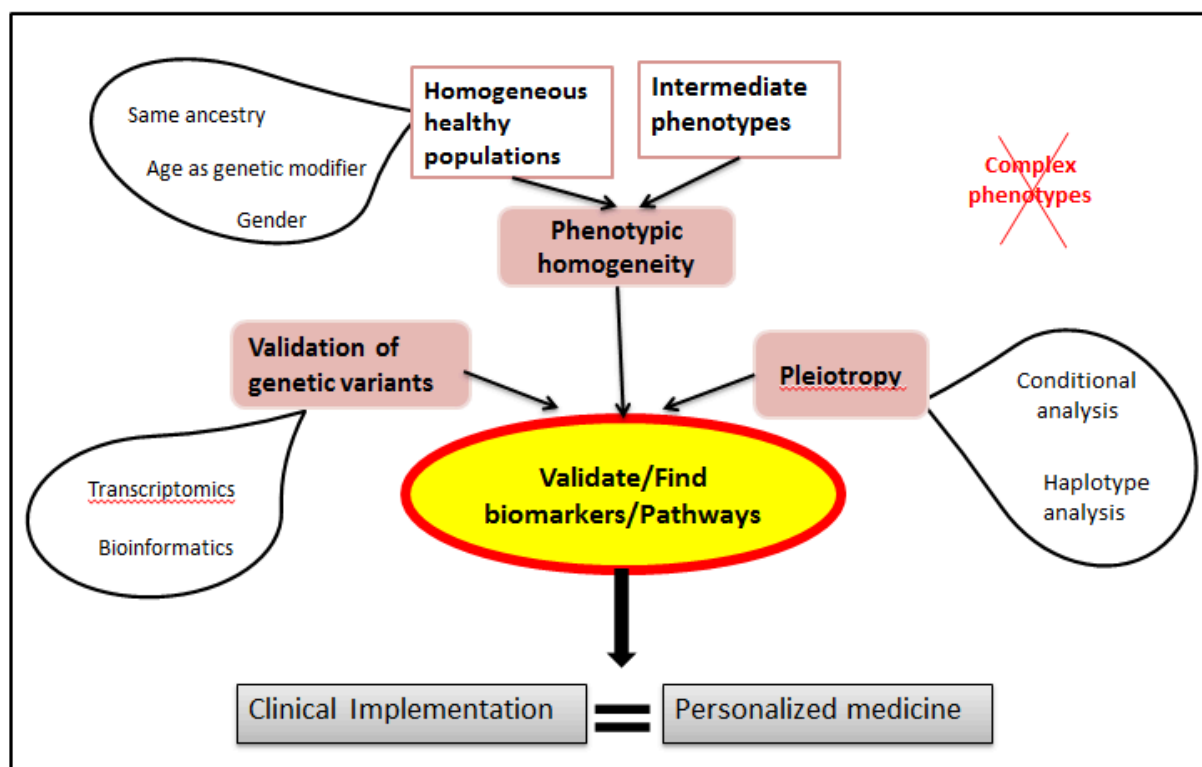 Same ancestry
Age as genetic modifier
Gender
Homogeneous
healthy
populations
Intermediate
phenotypes
Complex
phenotypes
Phenotypic
homogeneity
Validation of
genetic variants
Pleiotropy
Transcriptomics
Bioinformatics
Conditional
analysis
Haplotype
analysis
Validate/Find
biomarkers/Pathways
Clinical Implementation
=
Personalized medicine